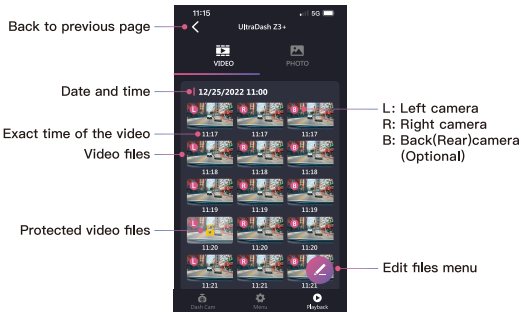 11:15 5G
Back to previous page
UltraDash Z3+
VIDEO PHOTO
Date and time
12/25/2022 11:00
L R B
L: Left camera
R: Right camera
B: Back(Rear)camera
(Optional)
Exact time of the video
11:17 11:17 11:17
Video files
L R B
11:18 11:18 11:18
L R B
11:19 11:19 11:19
Protected video files
L R B
11:20 11:20 11:20
L R B
Edit files menu
11:21 11:21 11:21
Dash Cam Menu Playback